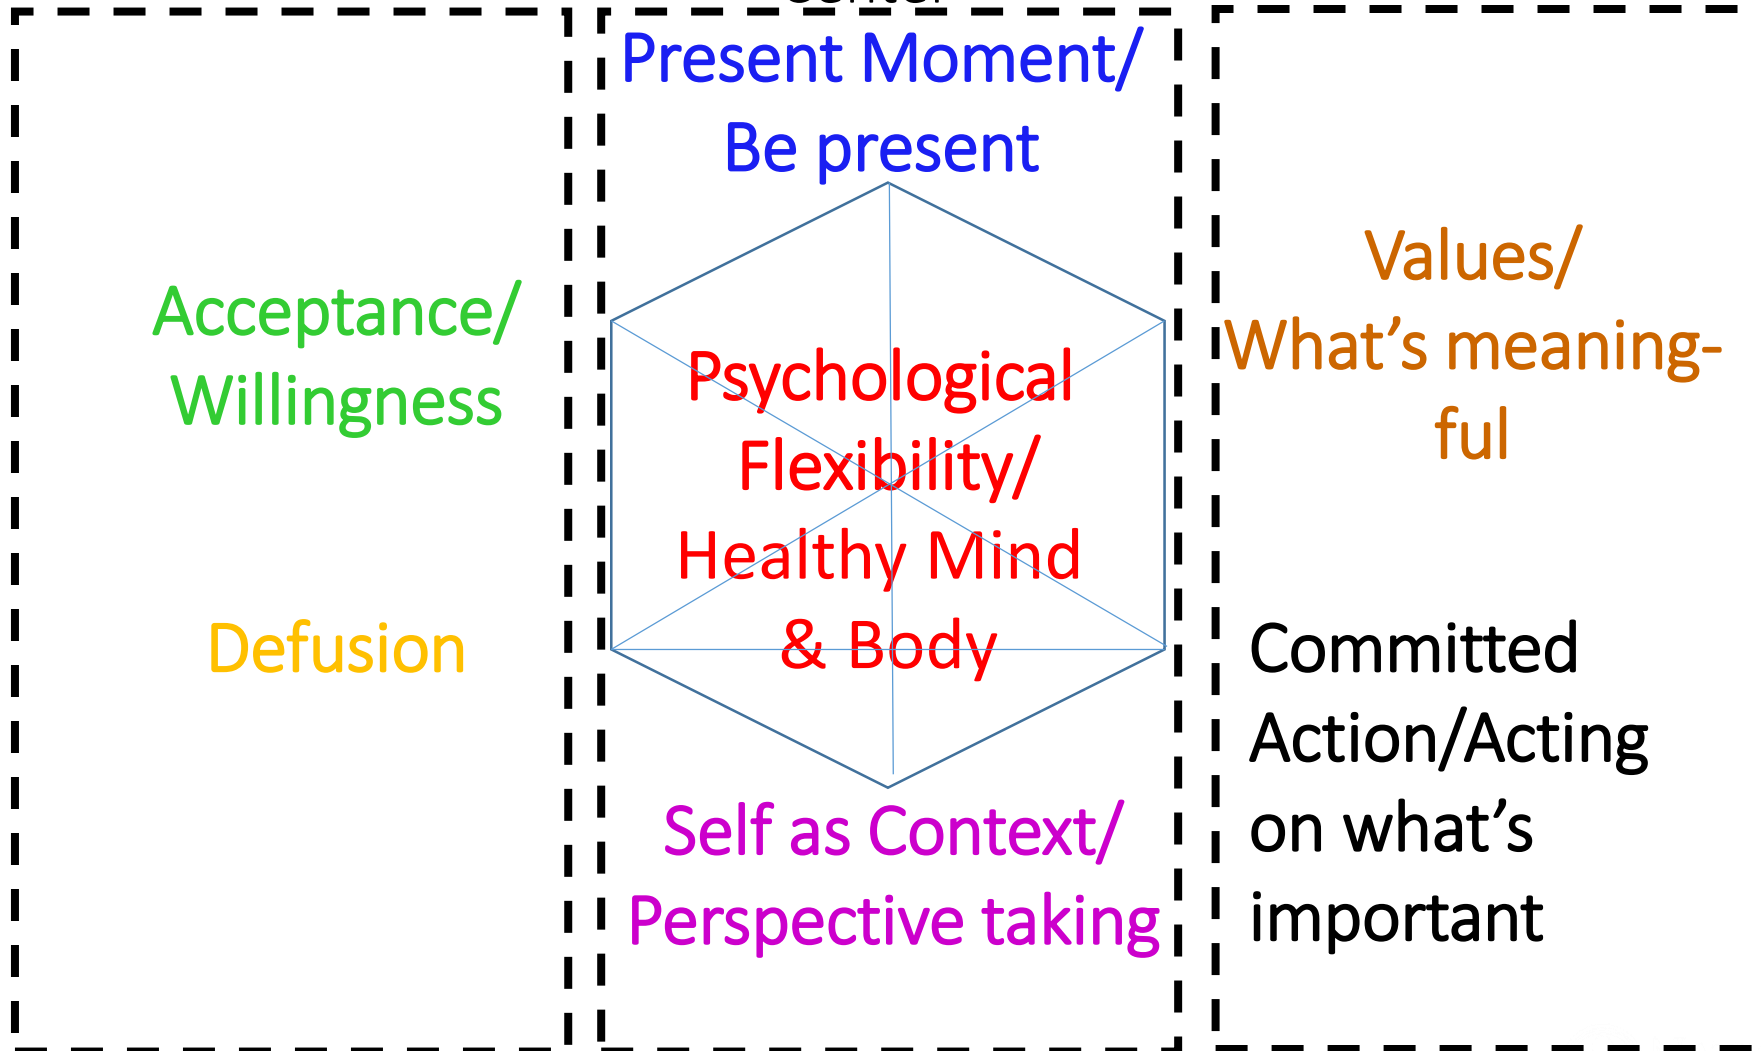 Center
Present Moment/
Be present
Acceptance/
Willingness
Defusion
Psychological
Flexibility/
Healthy Mind
& Body
Self as Context/
Perspective taking
Values/
What’s meaning-
ful
Committed
Action/Acting
on what’s
important